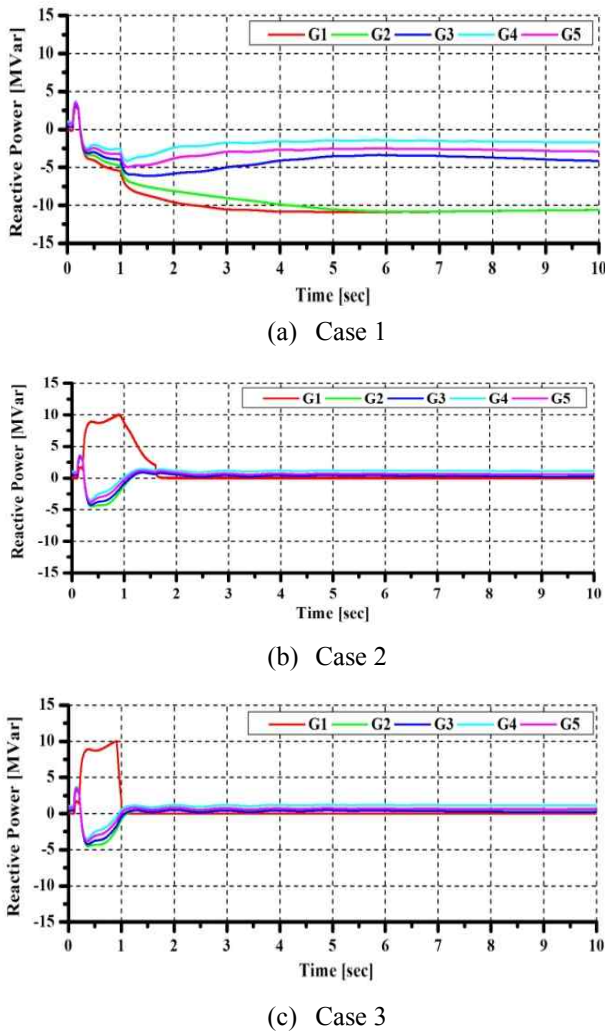 G1 G2 G3 G4 G5
Reactive Power [MVar]
15
10
5
0
-5
-10
-15
0 1 2 3 4 5 6 7 8 9 10
Time [sec]
(a) Case 1
G1 G2 G3 G4 G5
Reactive Power [MVar]
15
10
5
0
-5
-10
-15
0 1 2 3 4 5 6 7 8 9 10
Time [sec]
(b) Case 2
G1 G2 G3 G4 G5
Reactive Power [MVar]
15
10
5
0
-5
-10
-15
0 1 2 3 4 5 6 7 8 9 10
Time [sec]
(c) Case 3